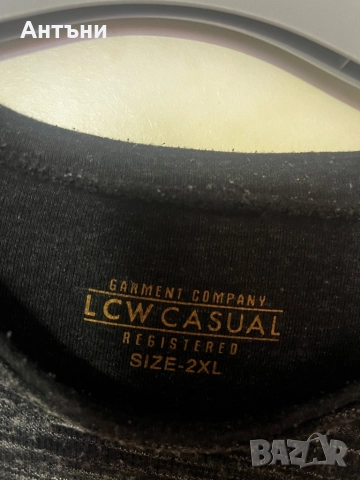 Антъни
GARMENT COMPANY
LCW CASUAL
REGISTERED
SIZE-2XL
BAZAR